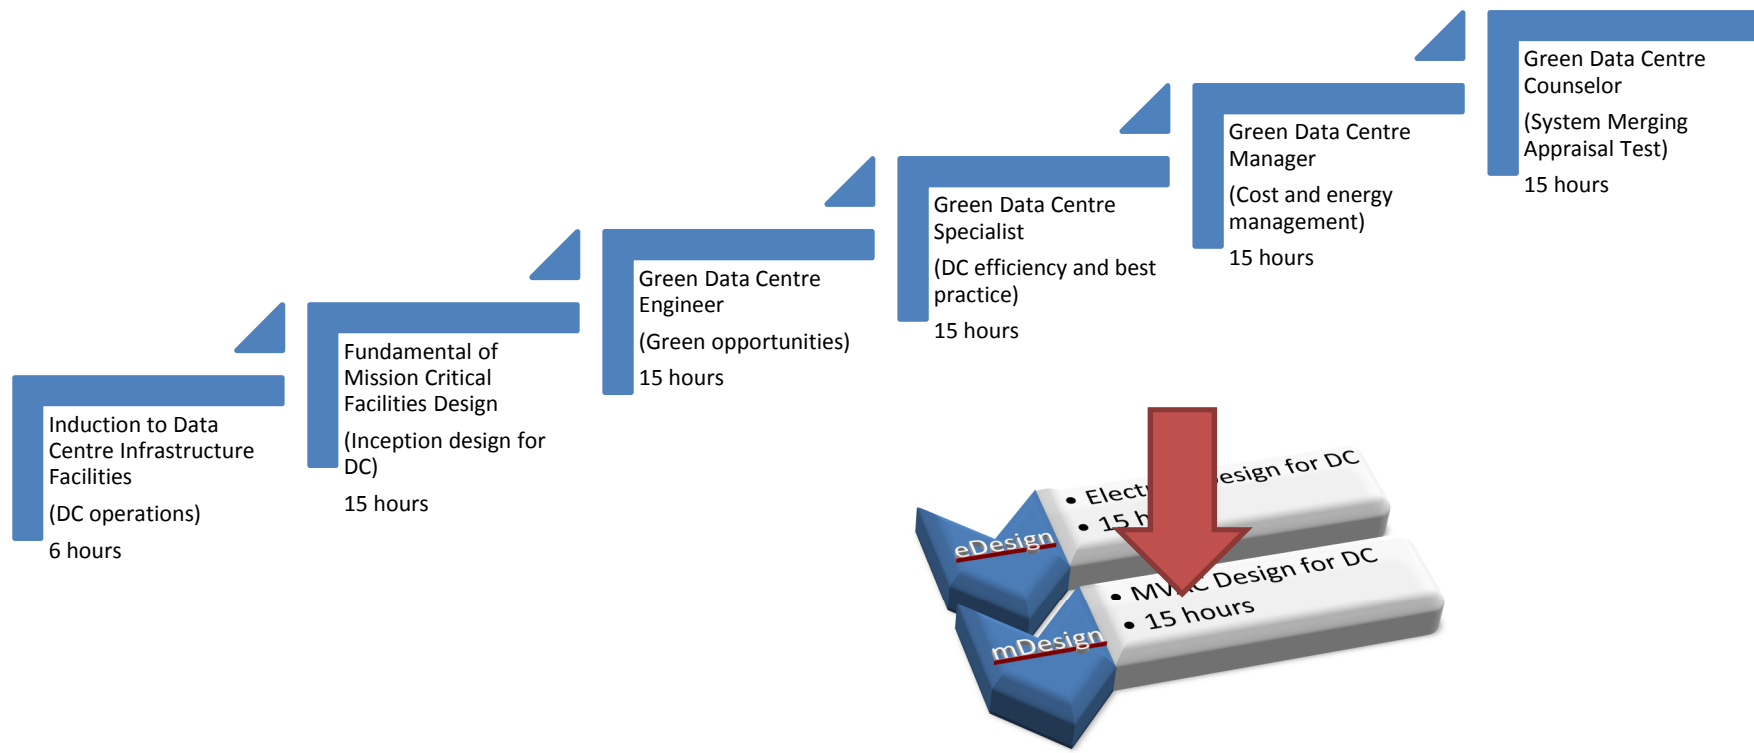 Induction to Data
Centre Infrastructure
Facilities
(DC operations)
6 hours
Fundamental of
Mission Critical
Facilities Design
(Inception design for
DC)
15 hours
Green Data Centre
Engineer
(Green opportunities)
15 hours
Green Data Centre
Specialist
(DC efficiency and best
practice)
15 hours
Green Data Centre
Manager
(Cost and energy
management)
15 hours
Green Data Centre
Counselor
(System Merging
Appraisal Test)
15 hours
eDesign
• Design for DC
• 15
mDesign
• MVAC Design for DC
• 15 hours